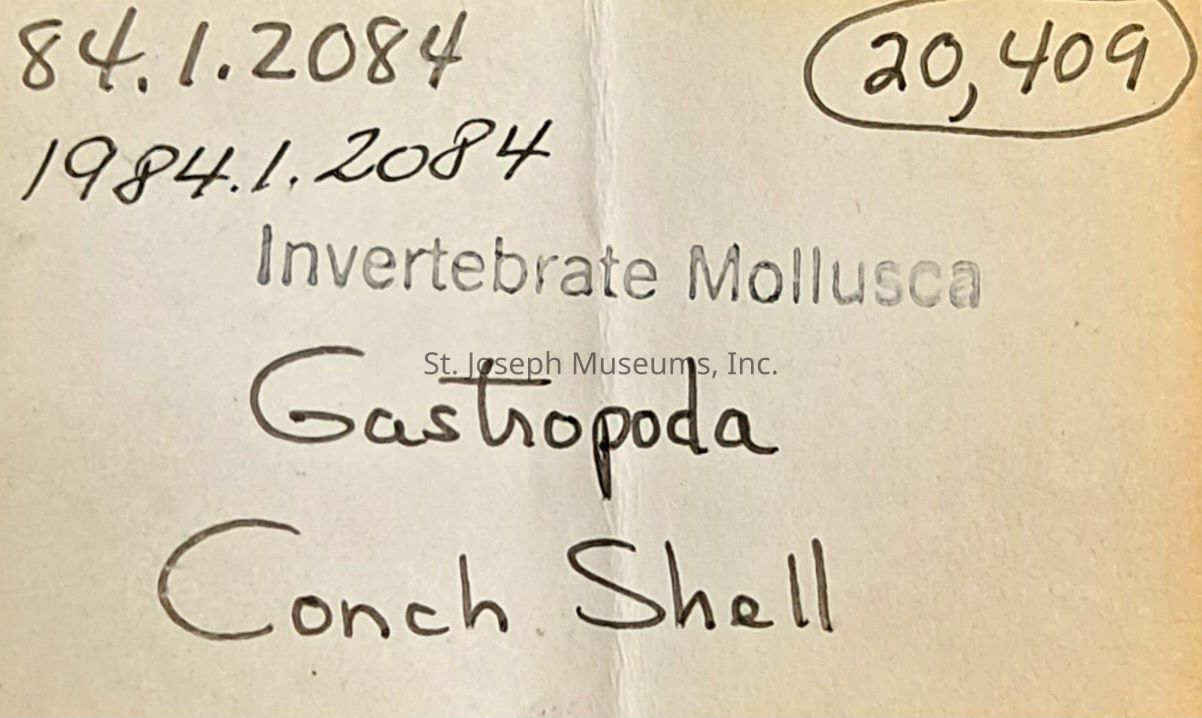 84.1.2084
20,409
1984.1.2084
Invertebrate Mollusca
St. Joseph Museums, Inc.
Gastropoda
Conch Shell